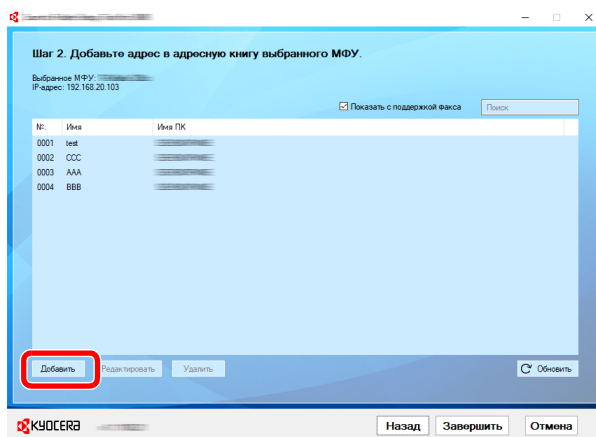 Шаг 2. Добавьте адрес в адресную книгу выбранного МФУ.
Выбранное МФУ:
IP-адрес: 192.168.20.103
Показать с поддержкой факса Поиск
№. Имя Имя ПК
0001 test
0002 CCC
0003 AAA
0004 BBB
Добавить Редактировать Удалить Обновить
KYOCERA Назад Завершить Отмена